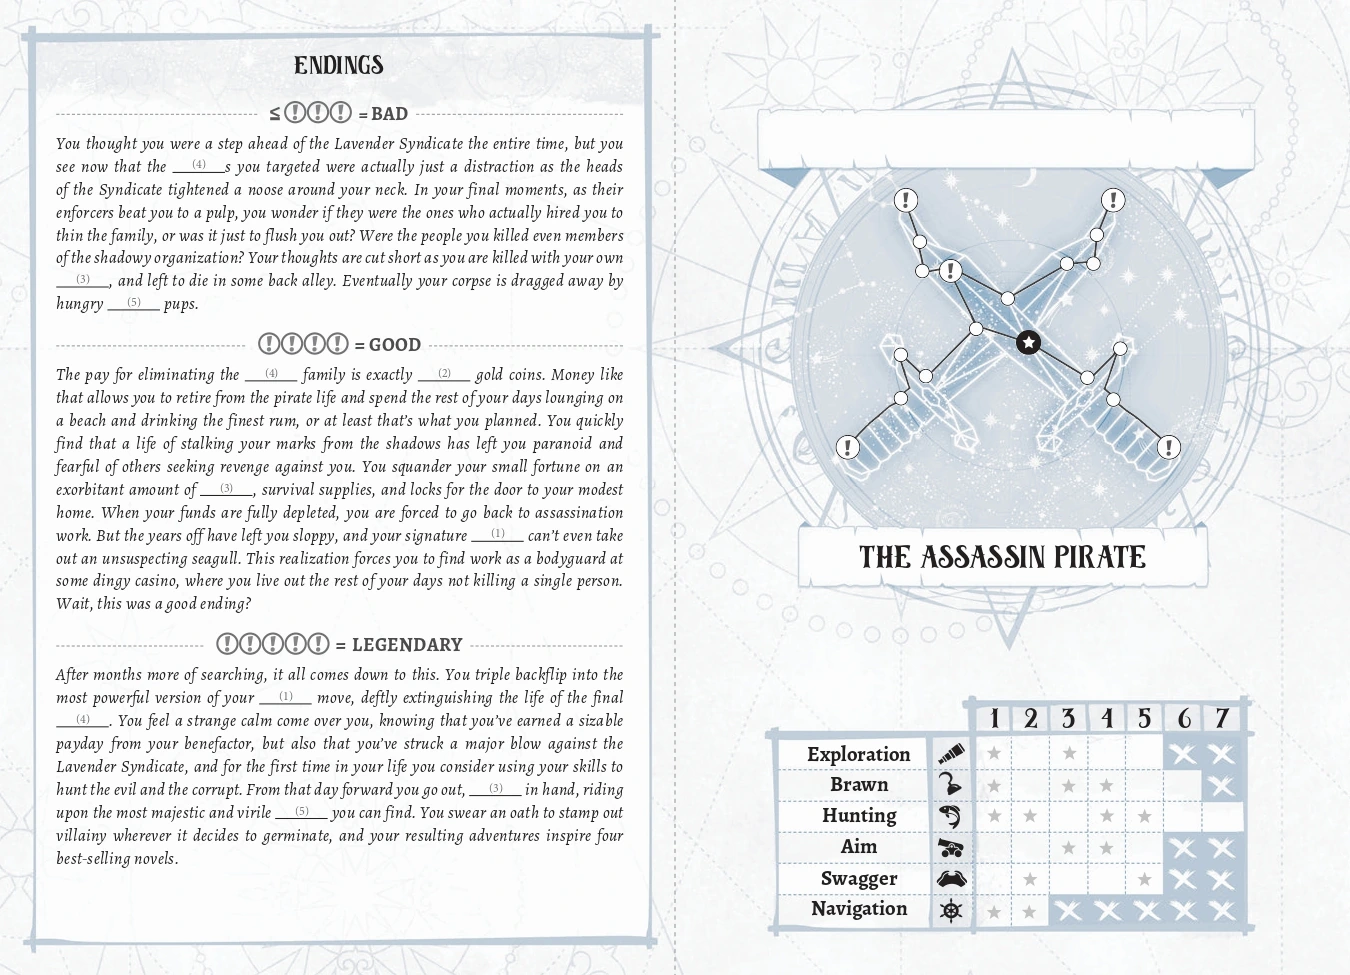 ENDINGS
≤ ! ! ! = BAD
You thought you were a step ahead of the Lavender Syndicate the entire time, but you
see now that the ___(4)___s you targeted were actually just a distraction as the heads
of the Syndicate tightened a noose around your neck. In your final moments, as their
enforcers beat you to a pulp, you wonder if they were the ones who actually hired you to
thin the family, or was it just to flush you out? Were the people you killed even members
of the shadowy organization? Your thoughts are cut short as you are killed with your own
___(3)___, and left to die in some back alley. Eventually your corpse is dragged away by
hungry ___(5)___ pups.
! ! ! ! = GOOD
The pay for eliminating the ___(4)___ family is exactly ___(2)___ gold coins. Money like
that allows you to retire from the pirate life and spend the rest of your days lounging on
a beach and drinking the finest rum, or at least that's what you planned. You quickly
find that a life of stalking your marks from the shadows has left you paranoid and
fearful of others seeking revenge against you. You squander your small fortune on an
exorbitant amount of ___(3)___, survival supplies, and locks for the door to your modest
home. When your funds are fully depleted, you are forced to go back to assassination
work. But the years off have left you sloppy, and your signature ___(1)___ can't even take
out an unsuspecting seagull. This realization forces you to find work as a bodyguard at
some dingy casino, where you live out the rest of your days not killing a single person.
Wait, this was a good ending?
! ! ! ! ! = LEGENDARY
After months more of searching, it all comes down to this. You triple backflip into the
most powerful version of your ___(1)___ move, deftly extinguishing the life of the final
___(4)___. You feel a strange calm come over you, knowing that you've earned a sizable
payday from your benefactor, but also that you've struck a major blow against the
Lavender Syndicate, and for the first time in your life you consider using your skills to
hunt the evil and the corrupt. From that day forward you go out, ___(3)___ in hand, riding
upon the most majestic and virile ___(5)___ you can find. You swear an oath to stamp out
villainy wherever it decides to germinate, and your resulting adventures inspire four
best-selling novels.
THE ASSASSIN PIRATE
1 2 3 4 5 6 7
Exploration
Brawn
Hunting
Aim
Swagger
Navigation